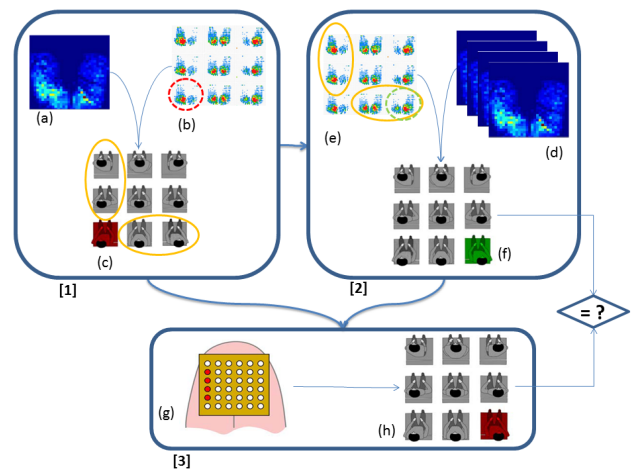 (a)
(b)
(c)
[1]
(e)
(d)
(f)
[2]
= ?
(g)
(h)
[3]